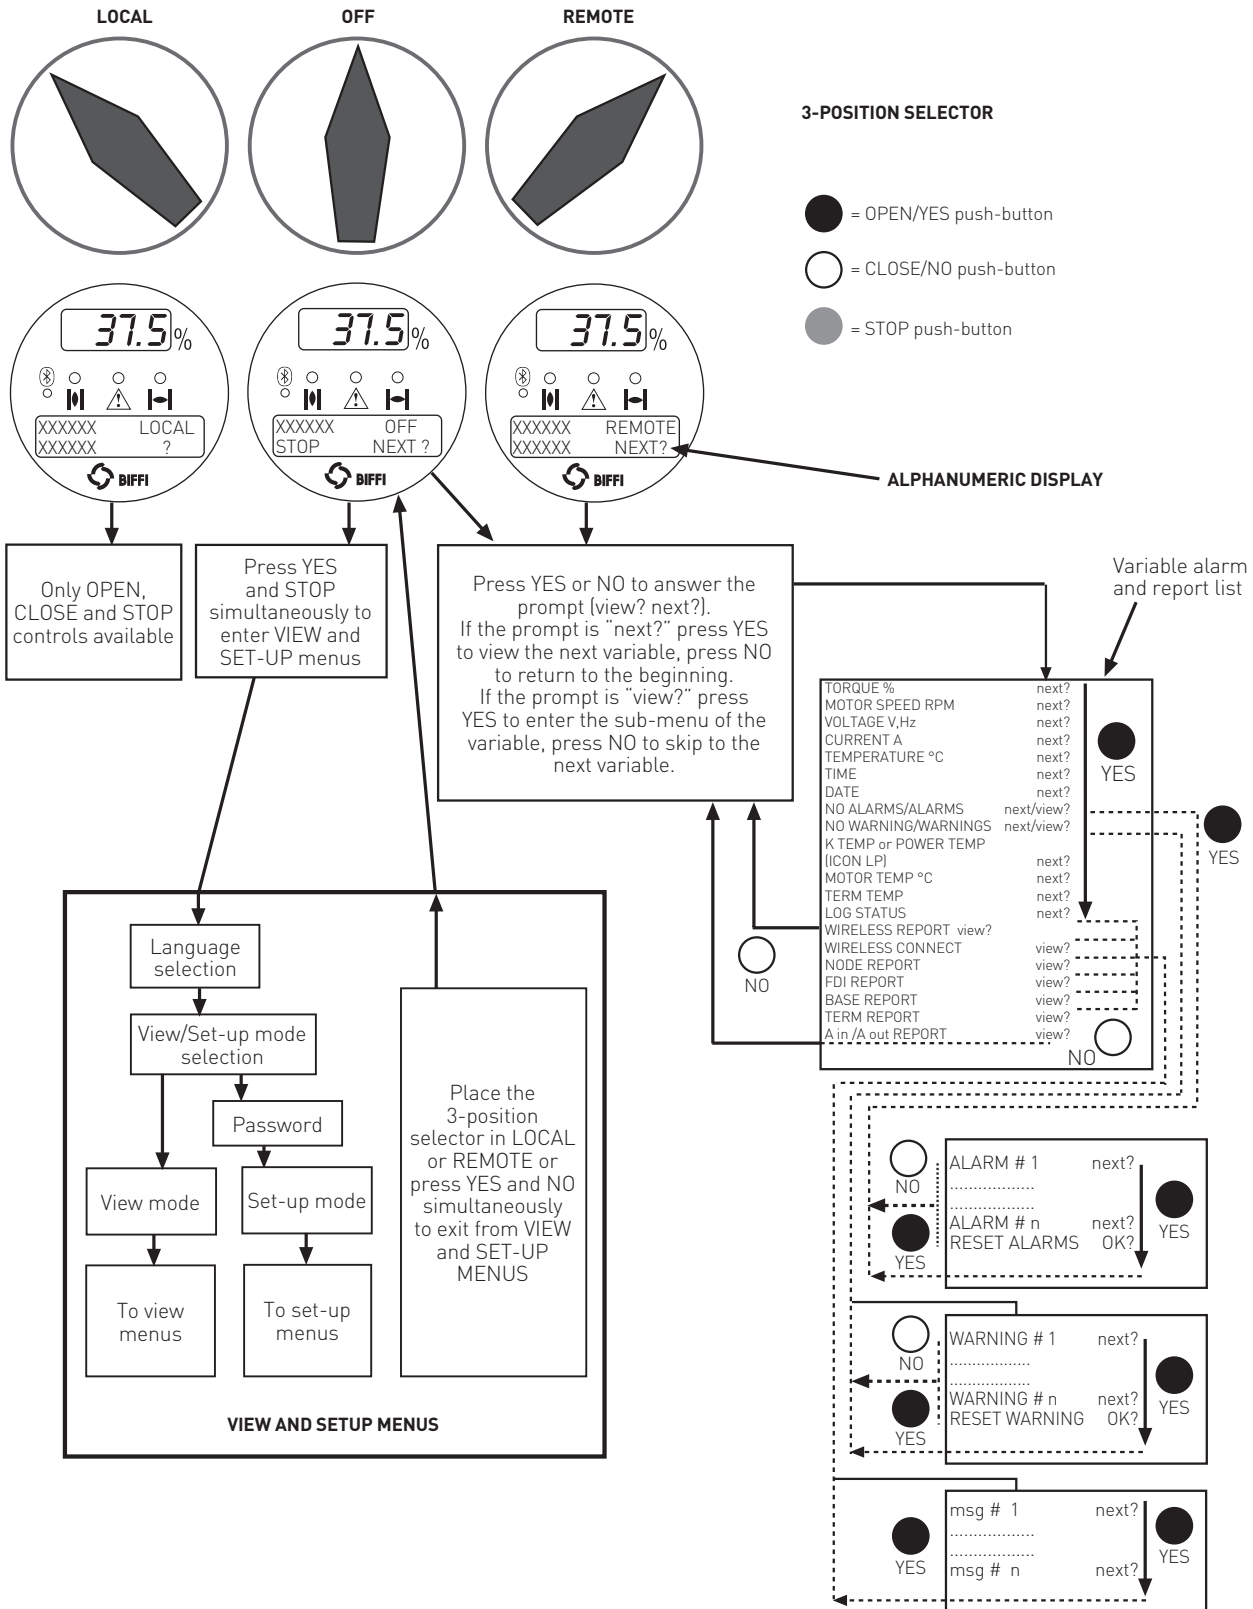 LOCAL
OFF
REMOTE
3-POSITION SELECTOR
= OPEN/YES push-button
= CLOSE/NO push-button
= STOP push-button
37.5%
XXXXXX LOCAL
XXXXXX ?
BIFFI
37.5%
XXXXXX OFF
STOP NEXT ?
BIFFI
37.5%
XXXXXX REMOTE
XXXXXX NEXT?
BIFFI
ALPHANUMERIC DISPLAY
Only OPEN,
CLOSE and STOP
controls available
Press YES
and STOP
simultaneously to
enter VIEW and
SET-UP menus
Press YES or NO to answer the
prompt (view? next?).
If the prompt is “next?” press YES
to view the next variable, press NO
to return to the beginning.
If the prompt is “view?” press
YES to enter the sub-menu of the
variable, press NO to skip to the
next variable.
Variable alarm
and report list
TORQUE % next?
MOTOR SPEED RPM next?
VOLTAGE V,Hz next?
CURRENT A next?
TEMPERATURE °C next?
TIME next?
DATE next?
NO ALARMS/ALARMS next/view?
NO WARNING/WARNINGS next/view?
K TEMP or POWER TEMP
(ICON LP) next?
MOTOR TEMP °C next?
TERM TEMP next?
LOG STATUS next?
WIRELESS REPORT view?
WIRELESS CONNECT view?
NODE REPORT view?
FDI REPORT view?
BASE REPORT view?
TERM REPORT view?
A in /A out REPORT view?
YES
YES
NO
NO
Language
selection
View/Set-up mode
selection
Password
View mode
Set-up mode
To view
menus
To set-up
menus
Place the
3-position
selector in LOCAL
or REMOTE or
press YES and NO
simultaneously
to exit from VIEW
and SET-UP
MENUS
VIEW AND SETUP MENUS
NO
YES
ALARM # 1 next?
..................
..................
ALARM # n next?
RESET ALARMS OK?
YES
NO
YES
WARNING # 1 next?
..................
..................
WARNING # n next?
RESET WARNING OK?
YES
YES
msg # 1 next?
..................
..................
msg # n next?
YES